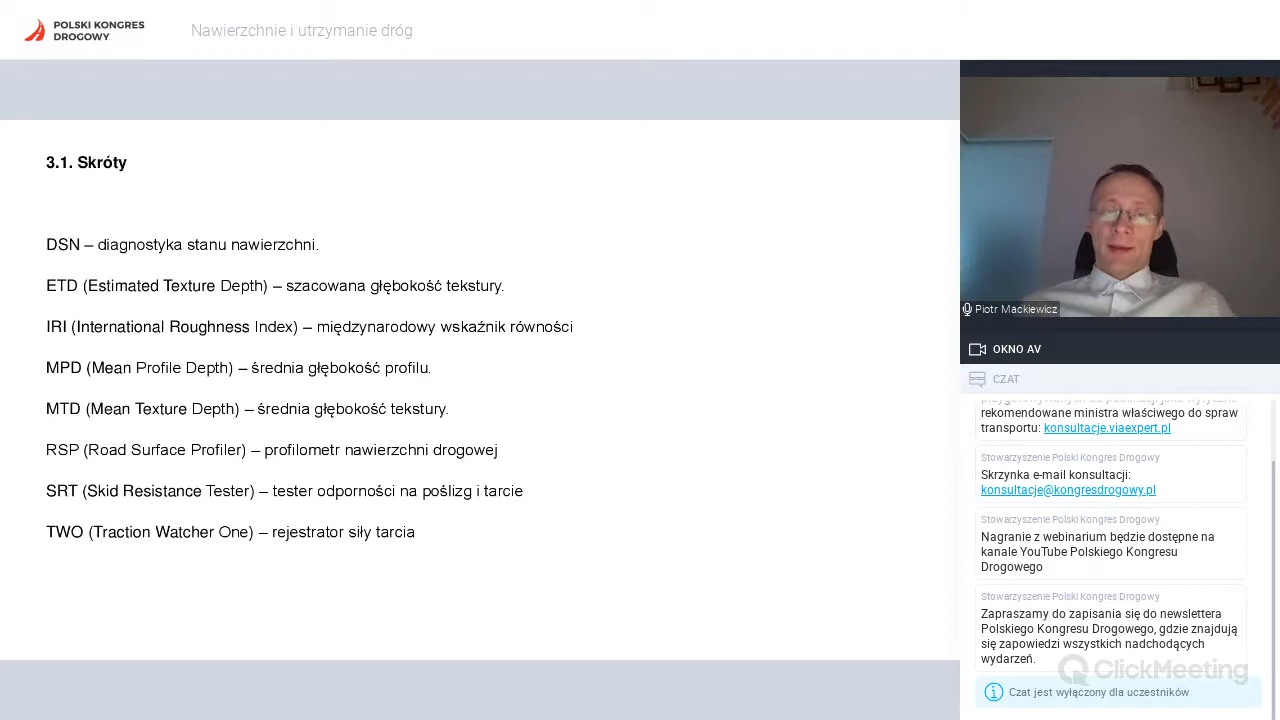 POLSKI KONGRES
DROGOWY
Nawierzchnie i utrzymanie dróg
3.1. Skróty
DSN – diagnostyka stanu nawierzchni.
ETD (Estimated Texture Depth) – szacowana głębokość tekstury.
IRI (International Roughness Index) – międzynarodowy wskaźnik równości
MPD (Mean Profile Depth) – średnia głębokość profilu.
MTD (Mean Texture Depth) – średnia głębokość tekstury.
RSP (Road Surface Profiler) – profilometr nawierzchni drogowej
SRT (Skid Resistance Tester) – tester odporności na poślizg i tarcie
TWO (Traction Watcher One) – rejestrator siły tarcia
Piotr Mackiewicz
OKNO AV
CZAT
rekomendowane ministra właściwego do spraw
transportu: konsultacje.viaexpert.pl
Stowarzyszenie Polski Kongres Drogowy
Skrzynka e-mail konsultacji:
konsultacje@kongresdrogowy.pl
Stowarzyszenie Polski Kongres Drogowy
Nagranie z webinarium będzie dostępne na
kanale YouTube Polskiego Kongresu
Drogowego
Stowarzyszenie Polski Kongres Drogowy
Zapraszamy do zapisania się do newslettera
Polskiego Kongresu Drogowego, gdzie znajdują
się zapowiedzi wszystkich nadchodzących
wydarzeń.
ClickMeeting
Czat jest wyłączony dla uczestników